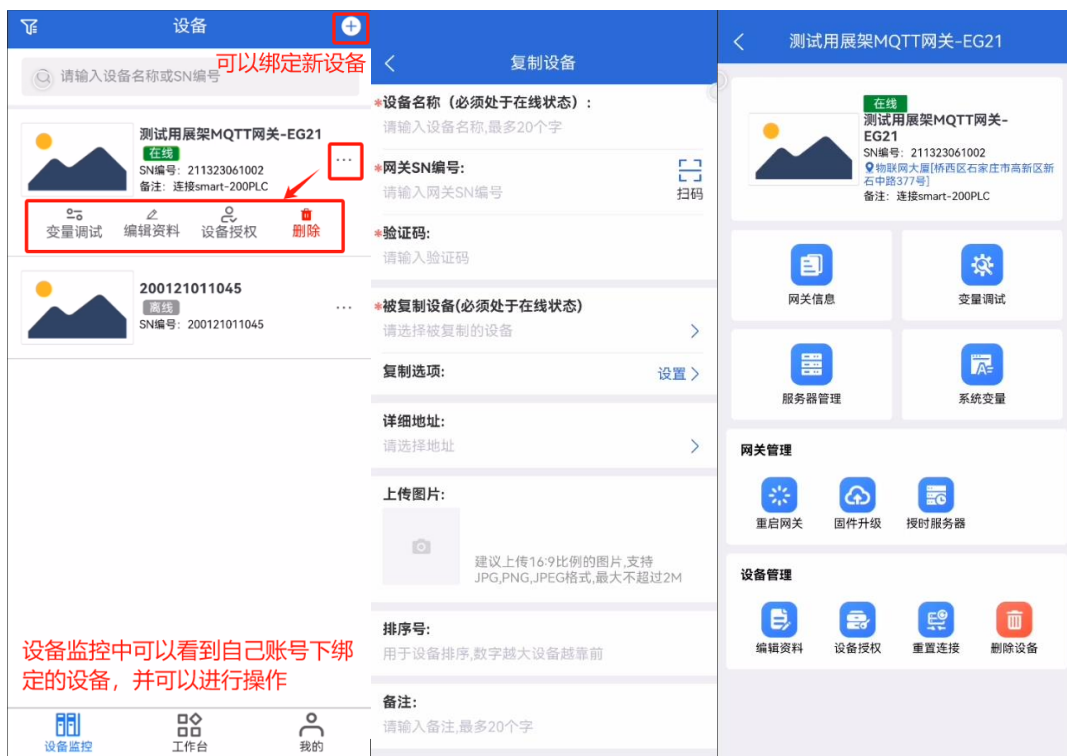 设备
可以绑定新设备
请输入设备名称或SN编号
测试用展架MQTT网关-EG21
在线
SN编号: 211323061002
备注: 连接smart-200PLC
...
变量调试
编辑资料
设备授权
删除
200121011045
离线
SN编号: 200121011045
...
设备监控中可以看到自己账号下绑
定的设备，并可以进行操作
设备监控
工作台
我的
复制设备
*设备名称（必须处于在线状态）:
请输入设备名称,最多20个字
*网关SN编号:
请输入网关SN编号
扫码
*验证码:
请输入验证码
*被复制设备(必须处于在线状态)
请选择被复制的设备
复制选项:
设置
详细地址:
请选择地址
上传图片:
建议上传16:9比例的图片,支持
JPG,PNG,JPEG格式,最大不超过2M
排序号:
用于设备排序,数字越大设备越靠前
备注:
请输入备注,最多20个字
测试用展架MQTT网关-EG21
在线
测试用展架MQTT网关-
EG21
SN编号: 211323061002
物联网大厦[桥西区石家庄市高新区新
石中路377号]
备注: 连接smart-200PLC
网关信息
变量调试
服务器管理
系统变量
网关管理
重启网关
固件升级
授时服务器
设备管理
编辑资料
设备授权
重置连接
删除设备